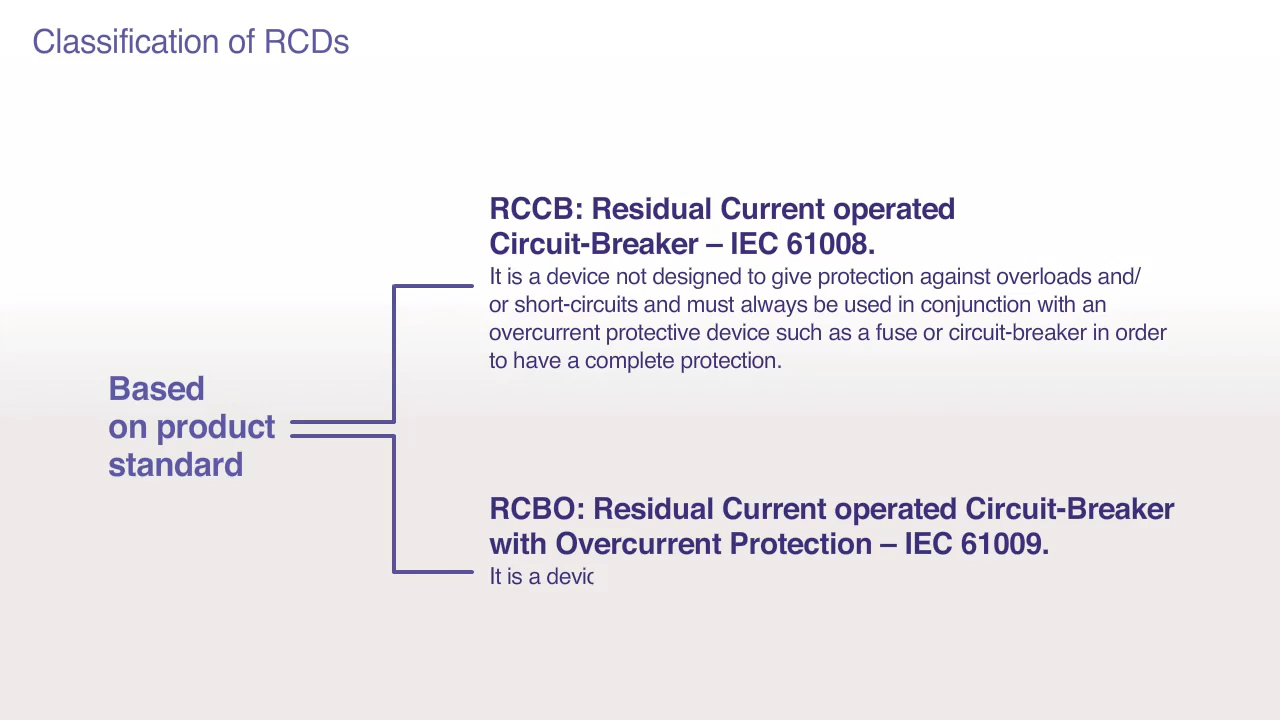 Classification of RCDs
RCCB: Residual Current operated
Circuit-Breaker – IEC 61008.
It is a device not designed to give protection against overloads and/
or short-circuits and must always be used in conjunction with an
overcurrent protective device such as a fuse or circuit-breaker in order
to have a complete protection.
Based
on product
standard
RCBO: Residual Current operated Circuit-Breaker
with Overcurrent Protection – IEC 61009.
It is a devic